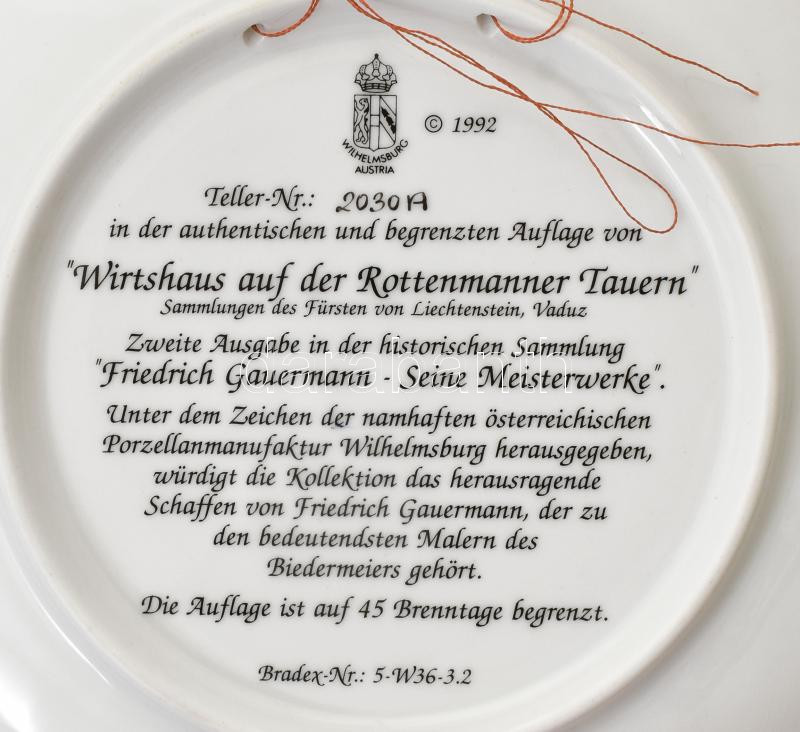 © 1992
WILHELMSBURG
AUSTRIA
Teller-Nr.: 2030A
in der authentischen und begrenzten Auflage von
"Wirtshaus auf der Rottenmanner Tauern"
Sammlungen des Fürsten von Liechtenstein, Vaduz
Zweite Ausgabe in der historischen Sammlung
"Friedrich Gauermann - Seine Meisterwerke".
Unter dem Zeichen der namhaften österreichischen
Porzellanmanufaktur Wilhelmsburg herausgegeben,
würdigt die Kollektion das herausragende
Schaffen von Friedrich Gauermann, der zu
den bedeutendsten Malern des
Biedermeiers gehört.
Die Auflage ist auf 45 Brenntage begrenzt.
Bradex-Nr.: 5-W36-3.2
darabanth